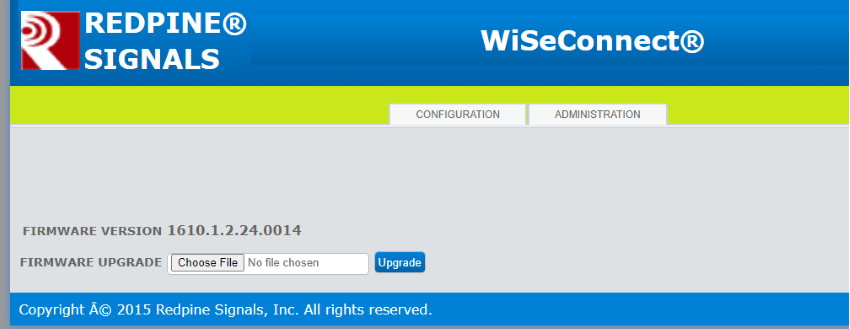 REDPINE®
SIGNALS
WiSeConnect®
CONFIGURATION
ADMINISTRATION
FIRMWARE VERSION 1610.1.2.24.0014
FIRMWARE UPGRADE Choose File No file chosen Upgrade
Copyright Â© 2015 Redpine Signals, Inc. All rights reserved.